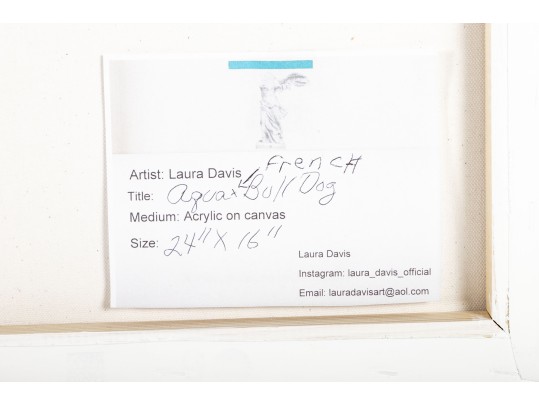 Artist: Laura Davis
Title: Aqua French Bull Dog
Medium: Acrylic on canvas
Size: 24" X 16"
Laura Davis
Instagram: laura_davis_official
Email: lauradavisart@aol.com